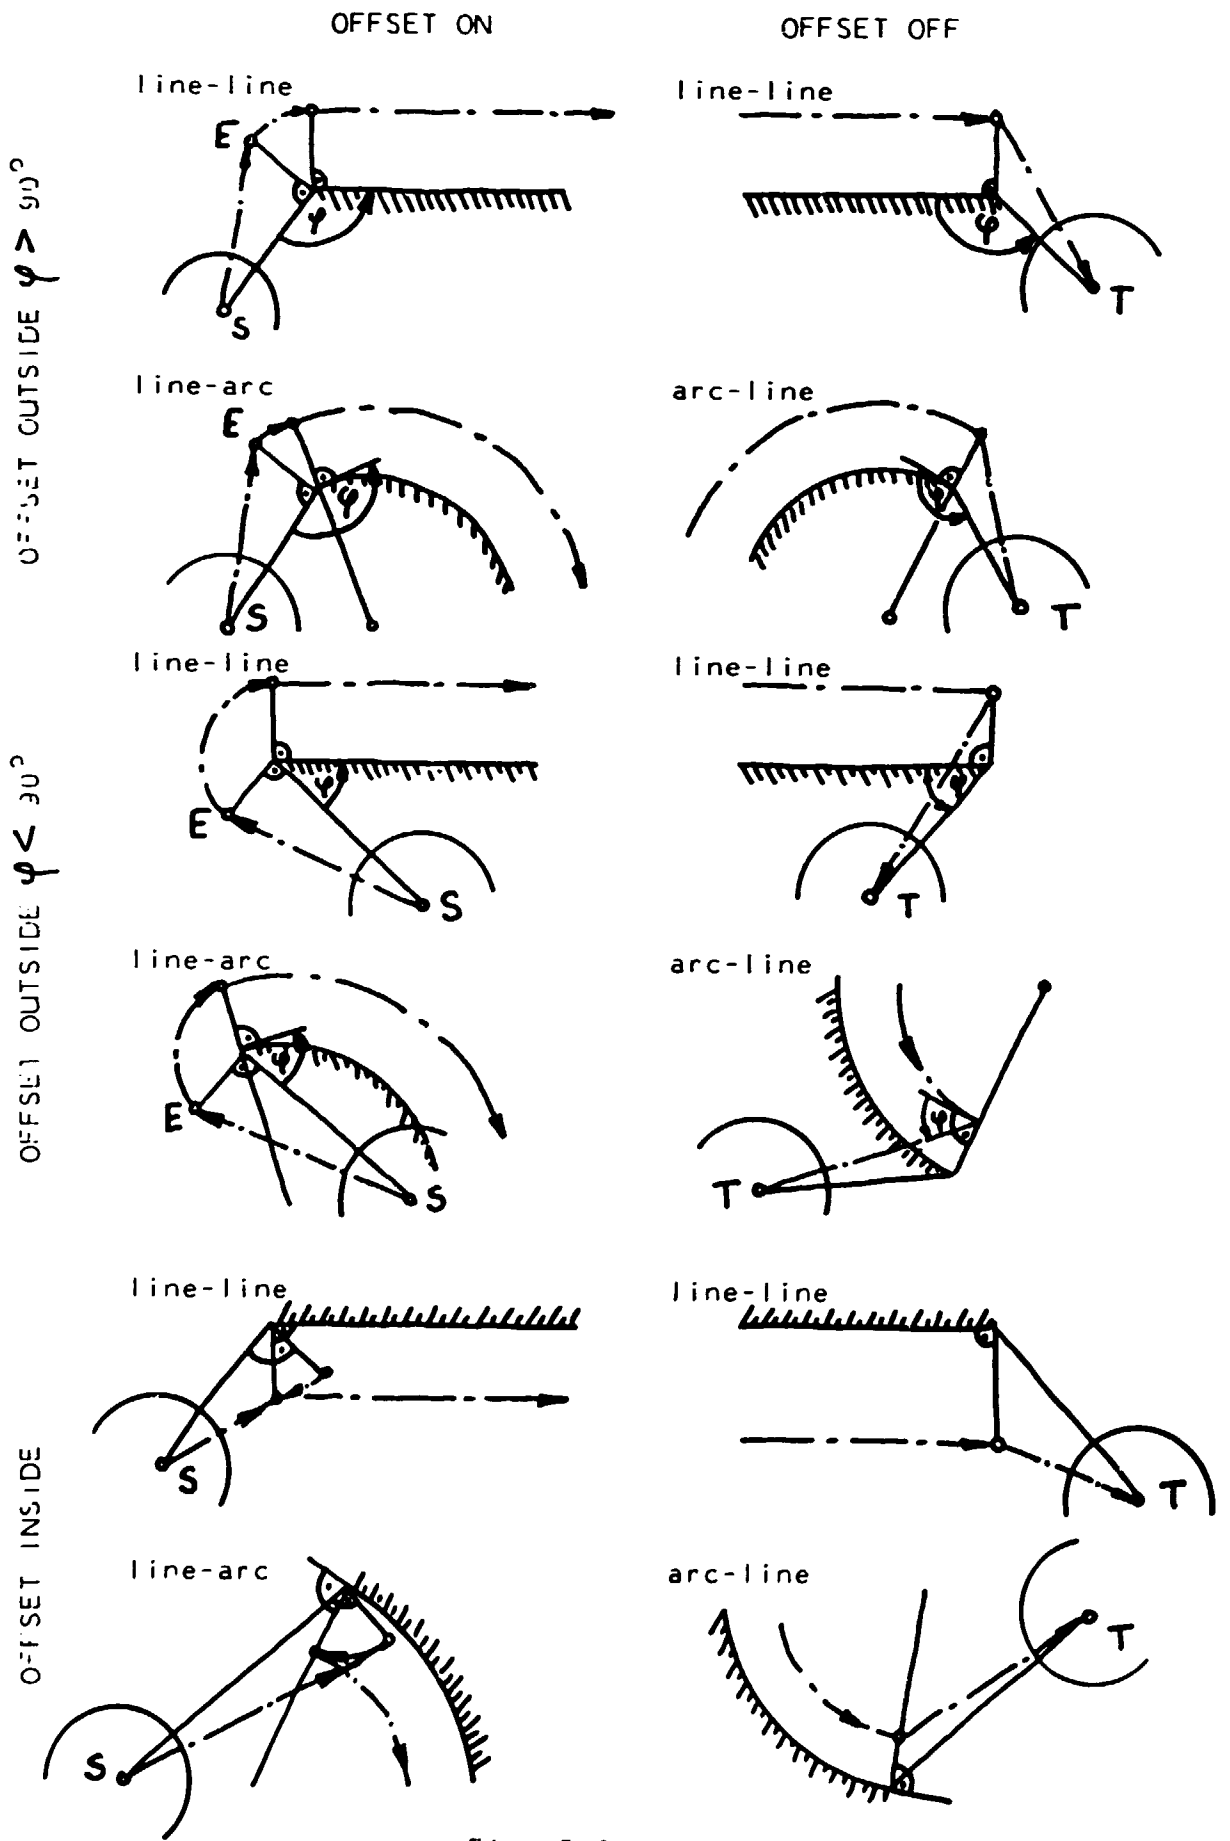 OFFSET ON
OFFSET OFF
OFFSET OUTSIDE φ > 90°
line-line
E
φ
S
line-line
φ
T
line-arc
E
φ
S
arc-line
φ
T
OFFSET OUTSIDE φ < 90°
line-line
φ
E
S
line-line
φ
T
line-arc
φ
E
S
arc-line
φ
T
OFFSET INSIDE
line-line
S
line-line
T
line-arc
S
arc-line
T